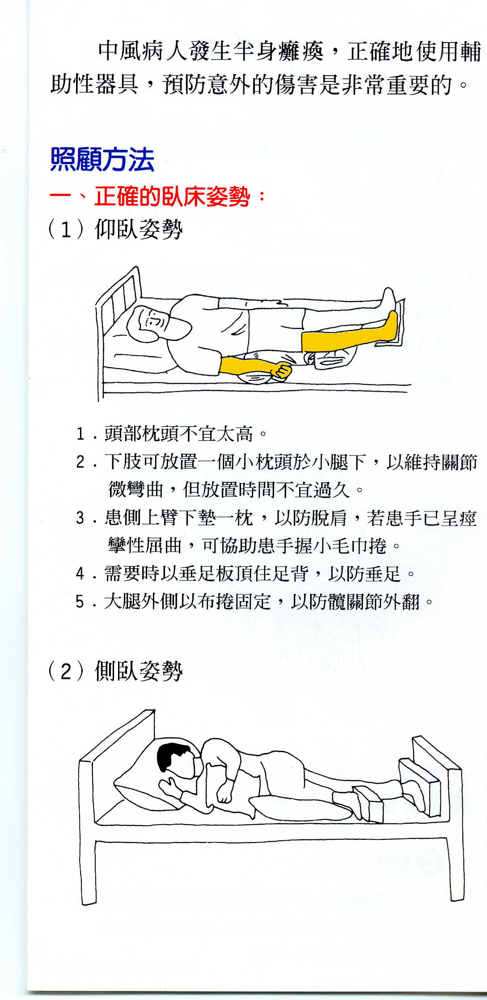 中風病人發生半身癱瘓，正確地使用輔
助性器具，預防意外的傷害是非常重要的。
照顧方法
一、正確的臥床姿勢：
（1）仰臥姿勢
1．頭部枕頭不宜太高。
2．下肢可放置一個小枕頭於小腿下，以維持關節
微彎曲，但放置時間不宜過久。
3．患側上臂下墊一枕，以防脫肩，若患手已呈痙
攣性屈曲，可協助患手握小毛巾捲。
4．需要時以垂足板頂住足背，以防垂足。
5．大腿外側以布捲固定，以防髖關節外翻。
（2）側臥姿勢